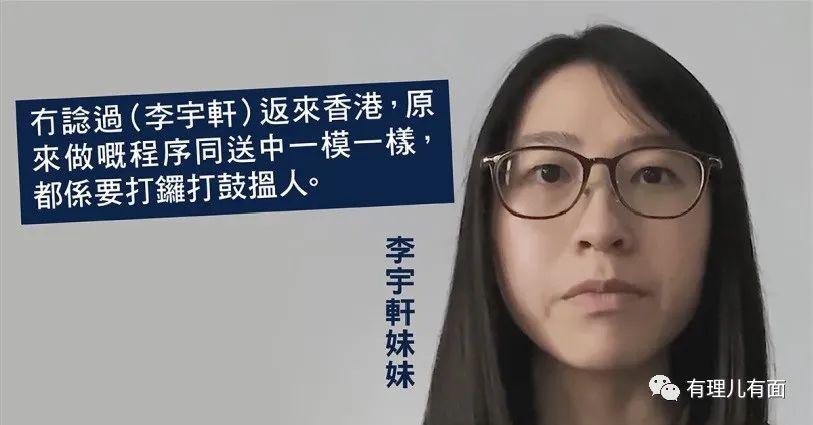 冇諗過(李宇軒)返來香港,原
來做嘅程序同送中一模一樣,
都係要打鑼打鼓搵人。
李宇軒妹妹
有理儿有面